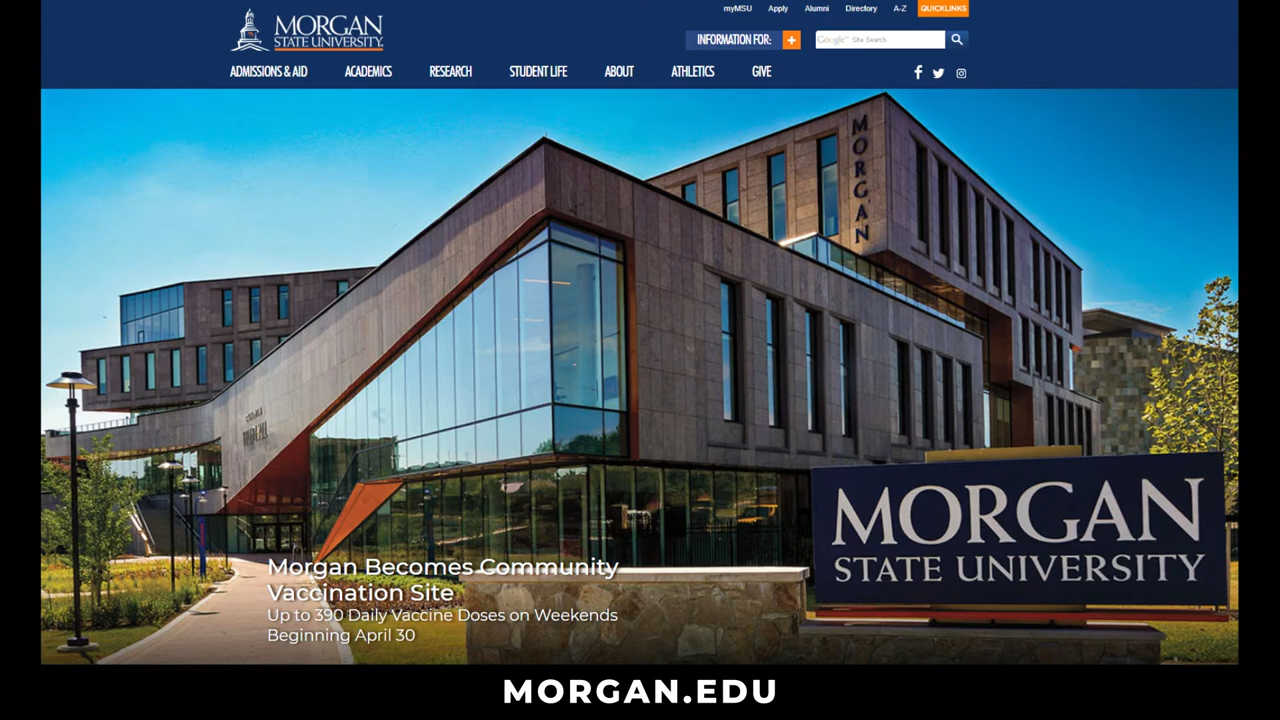 myMSU Apply Alumni Directory A-Z QUICKLINKS
MORGAN
STATE UNIVERSITY
INFORMATION FOR: +
Google™ Site Search
ADMISSIONS & AID ACADEMICS RESEARCH STUDENT LIFE ABOUT ATHLETICS GIVE
MORGAN
MORGAN
STATE UNIVERSITY
Morgan Becomes Community
Vaccination Site
Up to 390 Daily Vaccine Doses on Weekends
Beginning April 30
MORGAN.EDU